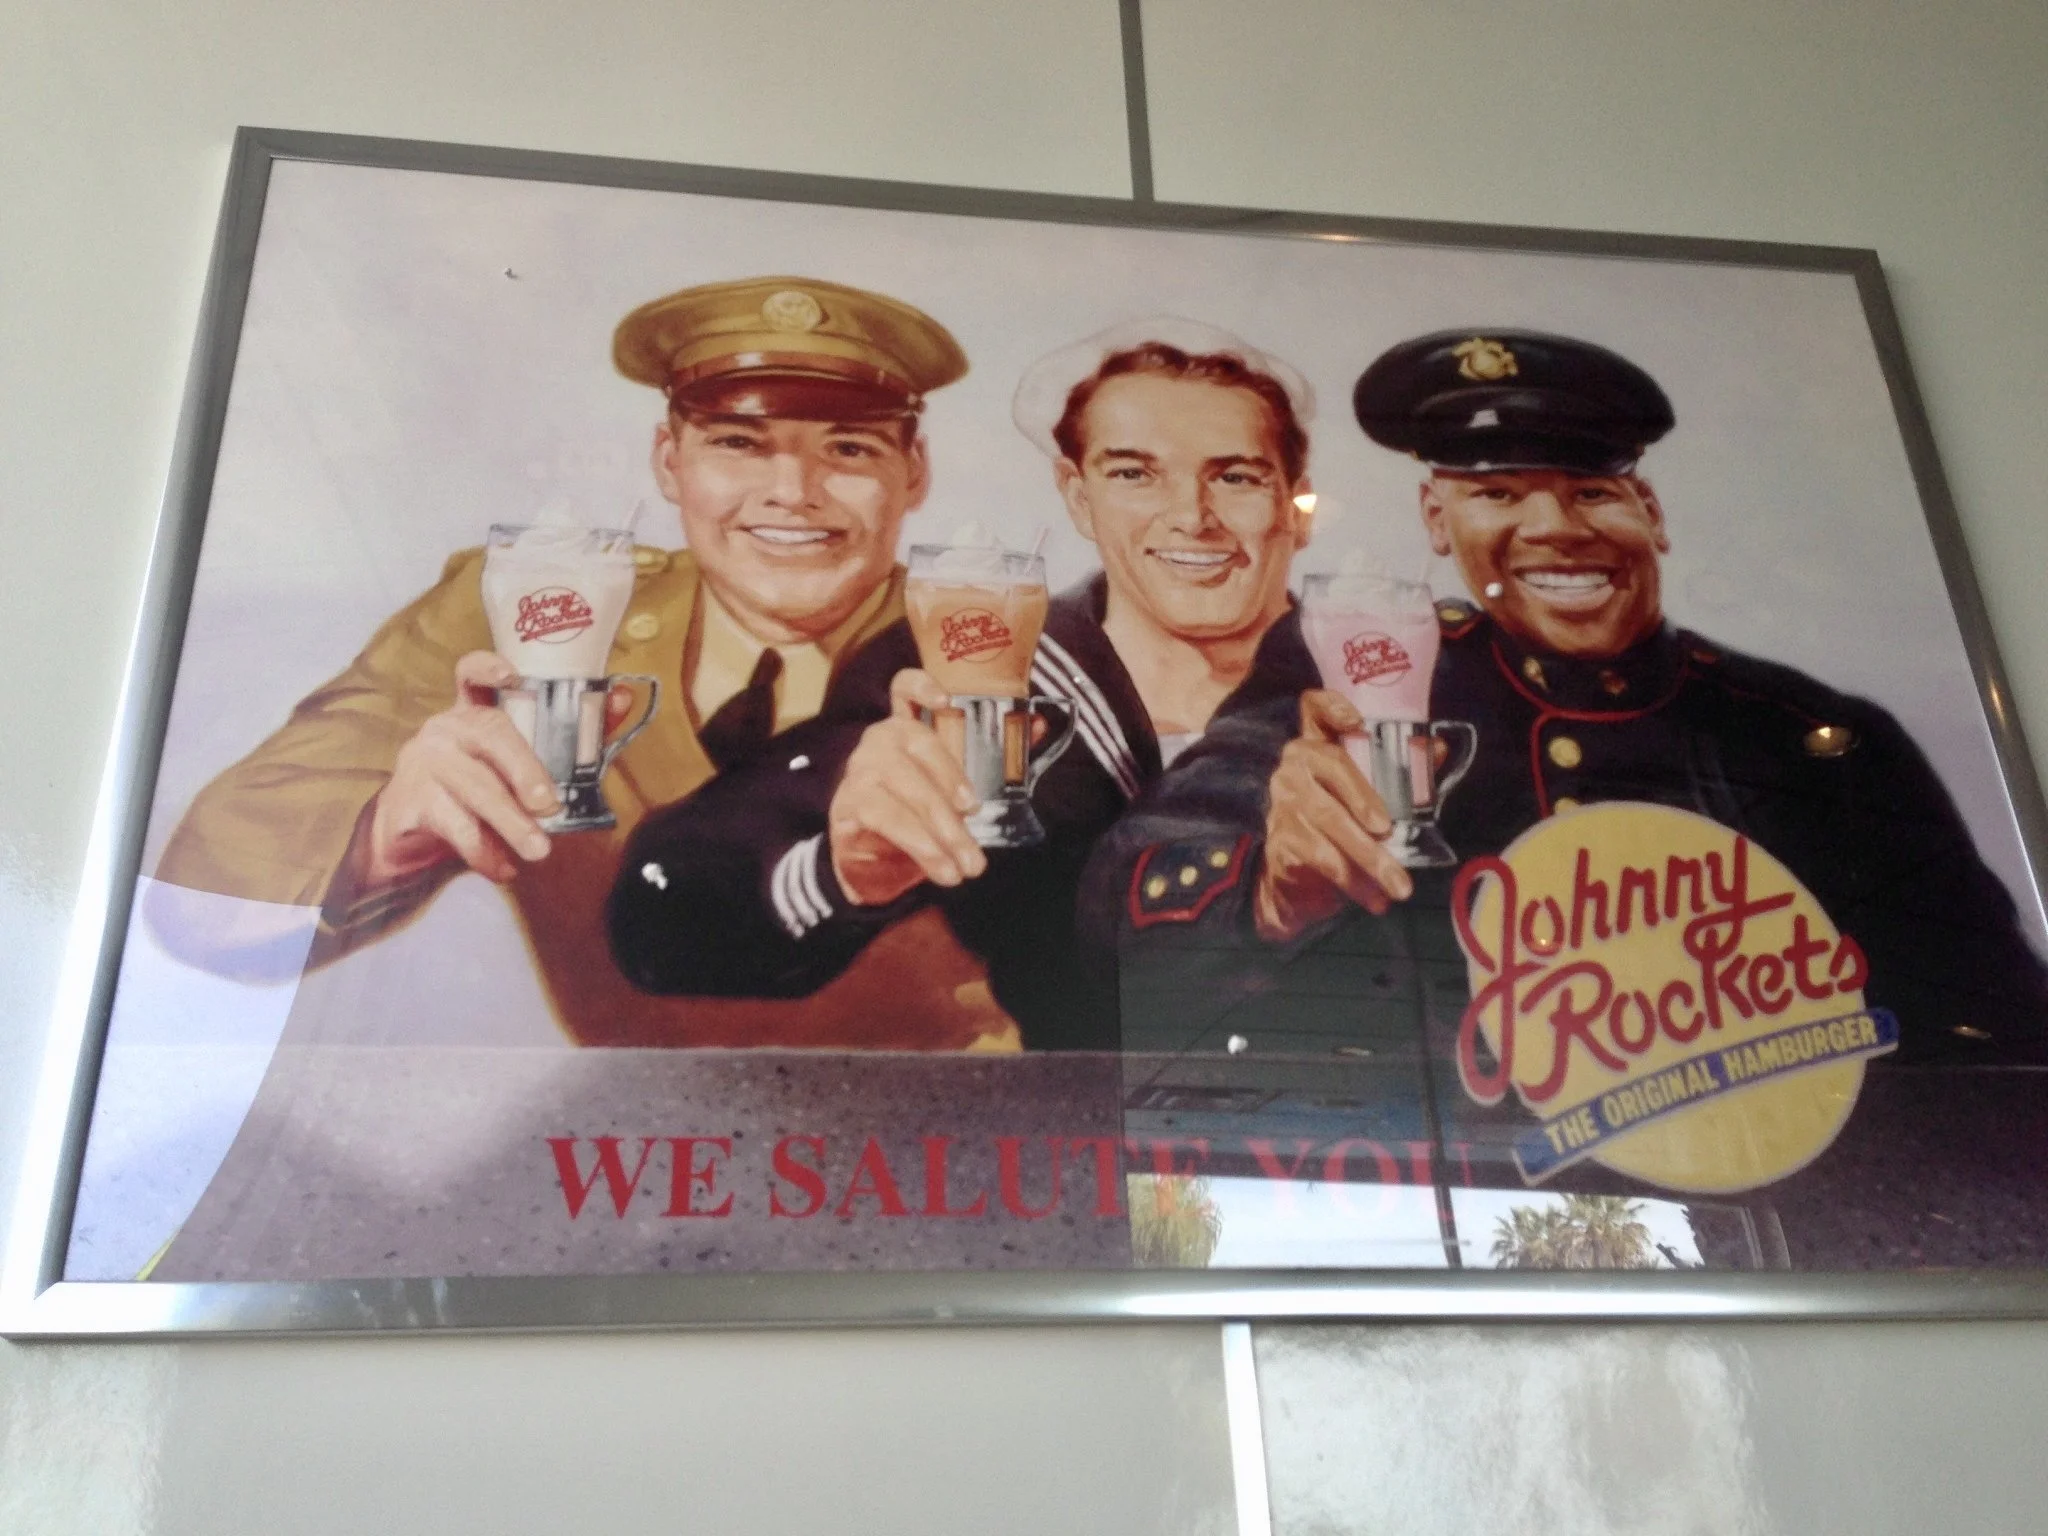 Johnny
Rockets
Johnny
Rockets
Johnny
Rockets
Johnny
Rockets
THE ORIGINAL HAMBURGER
WE SALUTE YOU